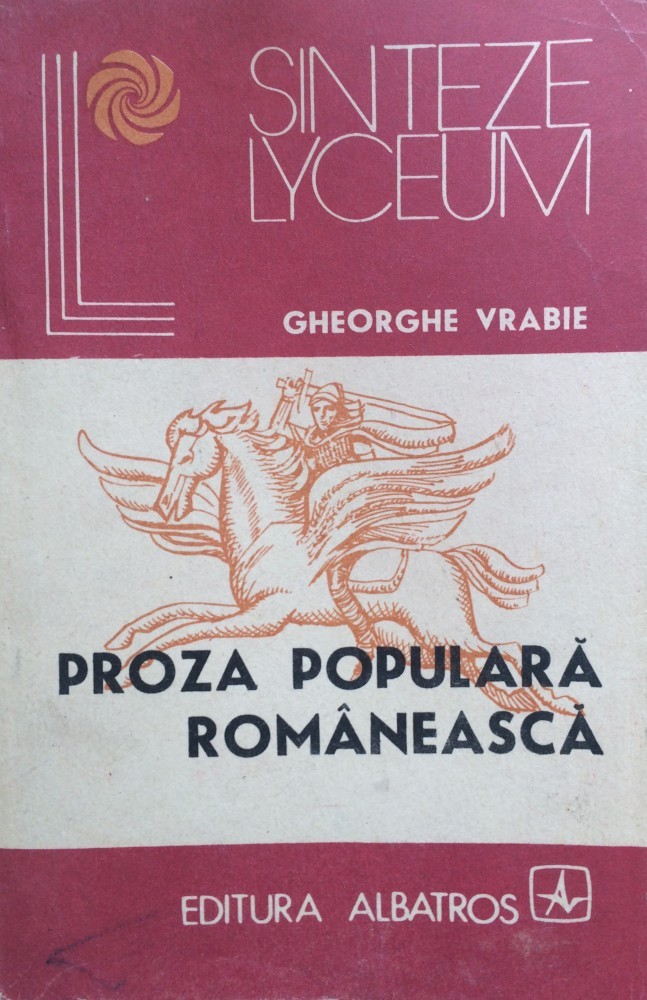 SINTEZE
LYCEUM
GHEORGHE VRABIE
PROZA POPULARĂ
ROMÂNEASCĂ
EDITURA ALBATROS